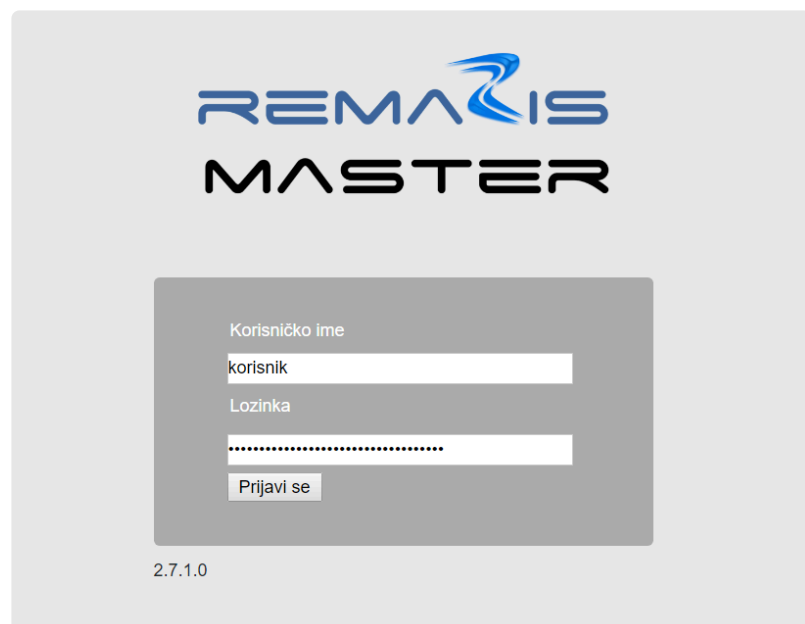 REMARIS
MASTER
Korisničko ime
korisnik
Lozinka
•••••••••••••••••••••••••••••••••••
Prijavi se
2.7.1.0